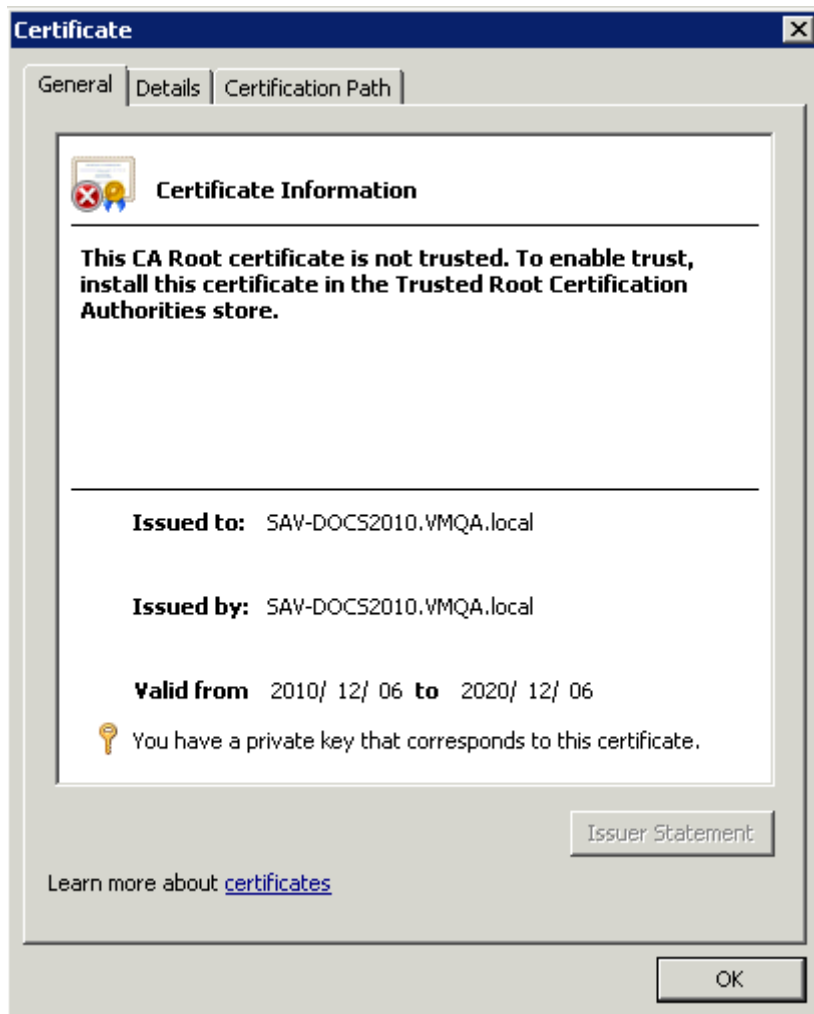 Certificate
General
Details
Certification Path
Certificate Information
This CA Root certificate is not trusted. To enable trust,
install this certificate in the Trusted Root Certification
Authorities store.
Issued to: SAV-DOCS2010.VMQA.local
Issued by: SAV-DOCS2010.VMQA.local
Valid from 2010/ 12/ 06 to 2020/ 12/ 06
You have a private key that corresponds to this certificate.
Issuer Statement
Learn more about certificates
OK